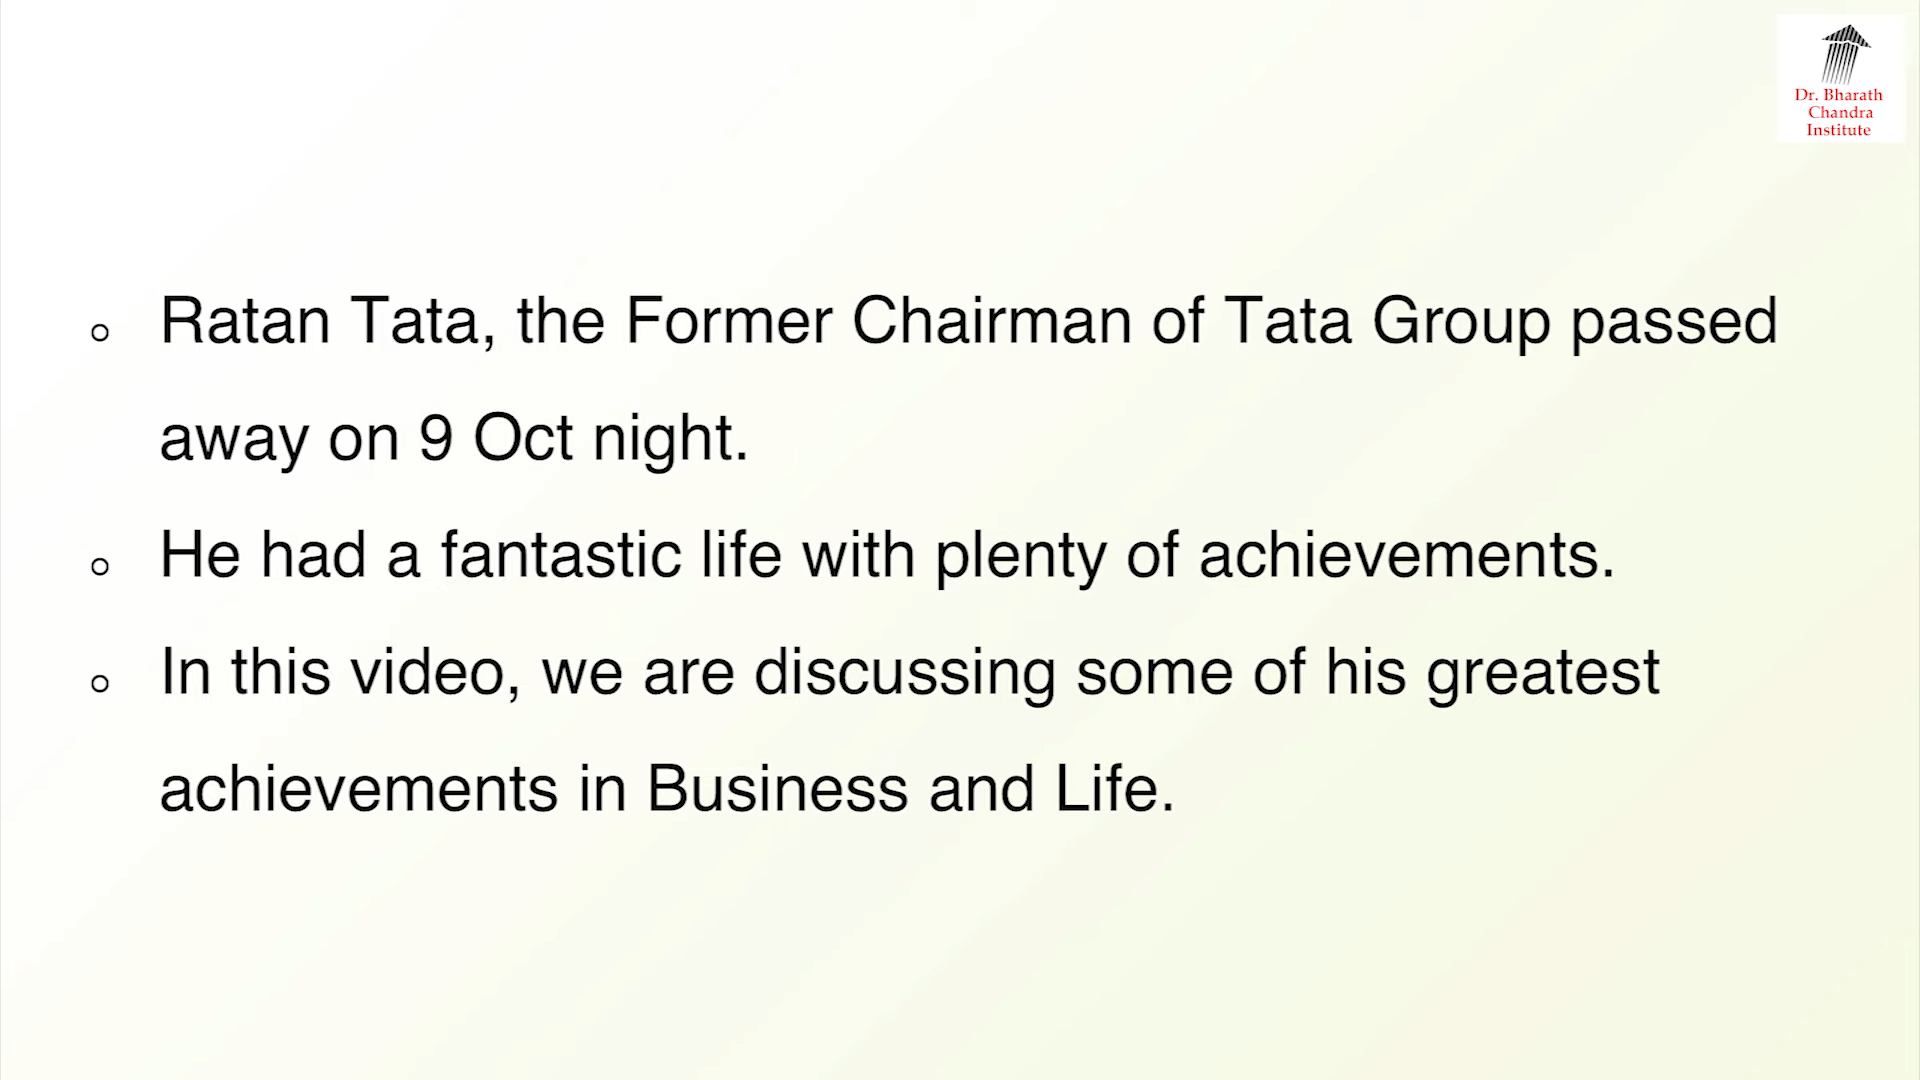 Dr. Bharath
Chandra
Institute
Ratan Tata, the Former Chairman of Tata Group passed
away on 9 Oct night.
He had a fantastic life with plenty of achievements.
In this video, we are discussing some of his greatest
achievements in Business and Life.